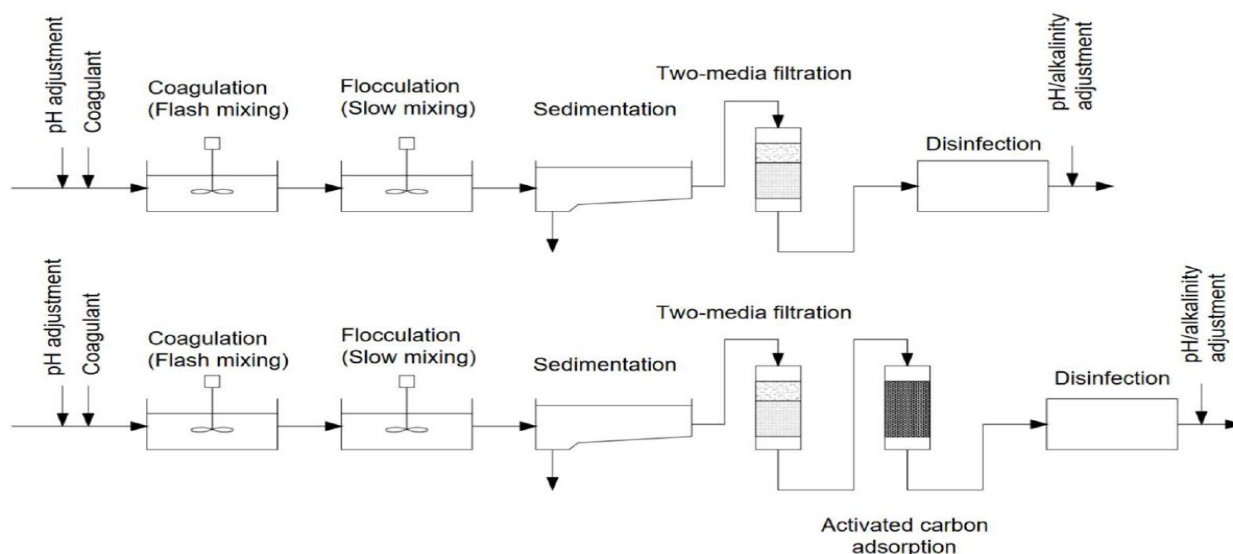 pH adjustment
Coagulant
Coagulation
(Flash mixing)
Flocculation
(Slow mixing)
Sedimentation
Two-media filtration
Disinfection
pH/alkalinity
adjustment
pH adjustment
Coagulant
Coagulation
(Flash mixing)
Flocculation
(Slow mixing)
Sedimentation
Two-media filtration
Activated carbon
adsorption
Disinfection
pH/alkalinity
adjustment